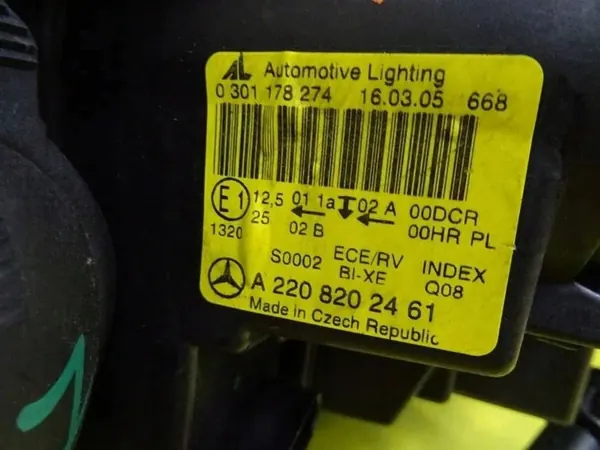 AL Automotive Lighting
0 301 178 274 16.03.05 668
E1 12,5 01 1a 02 A 00DCR
1320 25 02 B 00HR PL
S0002 ECE/RV INDEX
BI-XE Q08
A 220 820 24 61
Made in Czech Republic